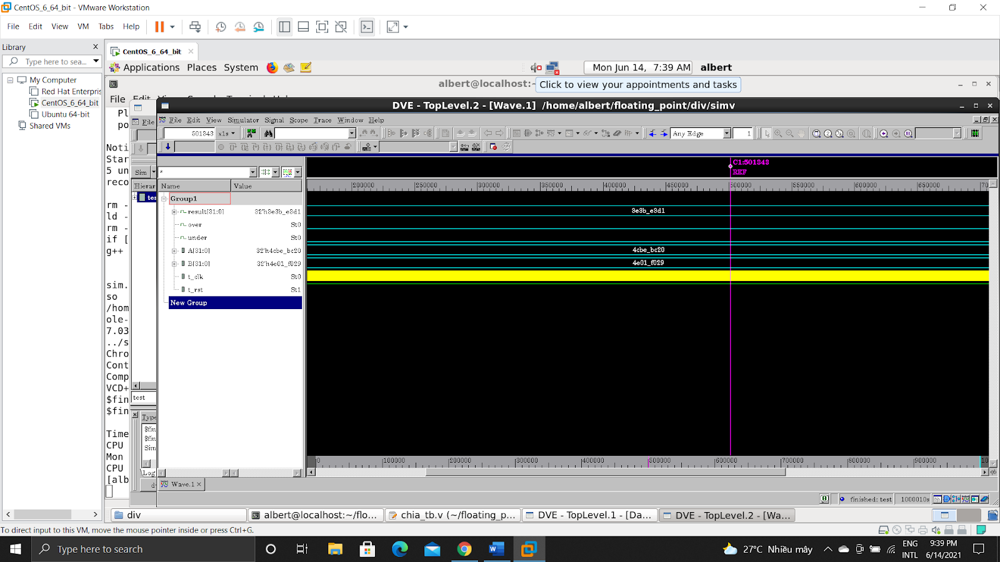 CentOS_6_64_bit - VMware Workstation
File Edit View VM Tabs Help
Library
Type here to sea...
My Computer
Red Hat Enterpris
CentOS_6_64_bit
Ubuntu 64-bit
Shared VMs
CentOS_6_64_bit
Applications Places System
Mon Jun 14, 7:39 AM albert
albert@localhost:~
Click to view your appointments and tasks
File Edit View Search Terminal Help
Pl
po
Noti
Star
5 un
reco
rm -
ld -
rm -
if [
g++
sim.
so
/hom
ole-
7.03
../s
Chro
Cont
Comp
VCD+
$fin
$fin
Time
CPU
Mon
CPU
[alb
File
Sim
Hierar
tes
test
Type
$fin
$fin
Sim
Log
d
DVE - TopLevel.2 - [Wave.1] /home/albert/floating_point/div/simv
File Edit View Simulator Signal Scope Trace Window Help
501343 x1s Any Edge 1
*
C1:501343
REF
Name Value
200000 250000 300000 350000 400000 450000 500000 550000 600000 650000 70
Group1
result[31:0] 32'h3e3b_e3d1 3e3b_e3d1
over St0
under St0
A[31:0] 32'h4cbe_bc20 4cbe_bc20
B[31:0] 32'h4e01_f029 4e01_f029
t_clk St0
t_rst St1
New Group
0 100000 200000 300000 400000 500000 600000 700000 800000 900000 10
Wave.1
finished: test 1000010s
div
albert@localhost:~/flo...
chia_tb.v (~/floating_p...
DVE - TopLevel.1 - [Da...
DVE - TopLevel.2 - [Wa...
To direct input to this VM, move the mouse pointer inside or press Ctrl+G.
Type here to search
27°C Nhiều mây
ENG
INTL
9:39 PM
6/14/2021